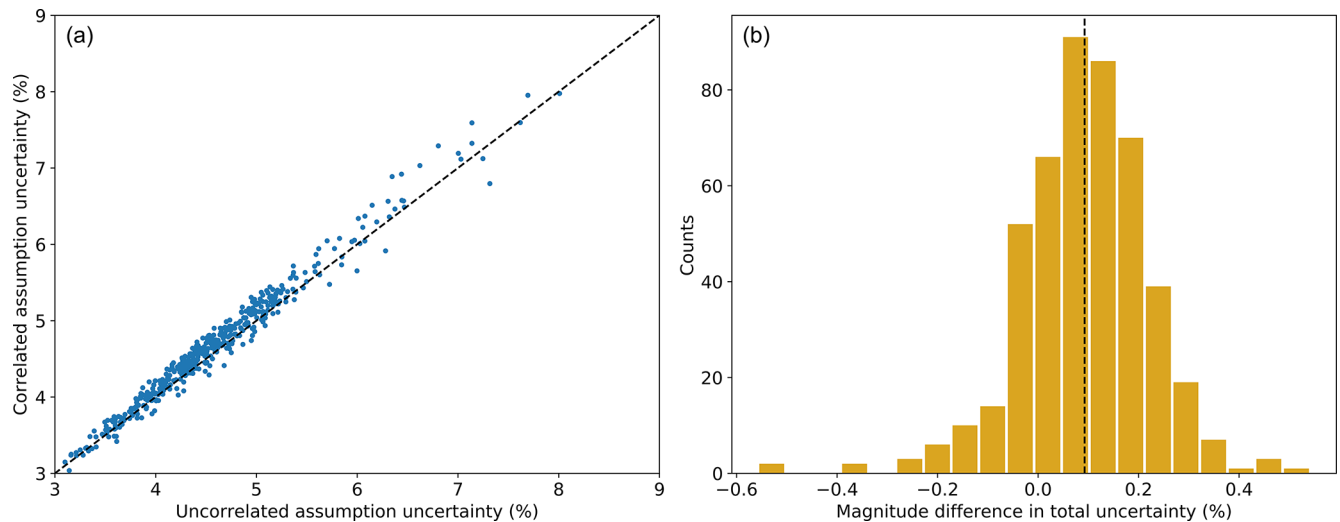 (a)
Correlated assumption uncertainty (%)
9
8
7
6
5
4
3
3 4 5 6 7 8 9
Uncorrelated assumption uncertainty (%)
(b)
Counts
80
60
40
20
0
−0.6 −0.4 −0.2 0.0 0.2 0.4
Magnitude difference in total uncertainty (%)